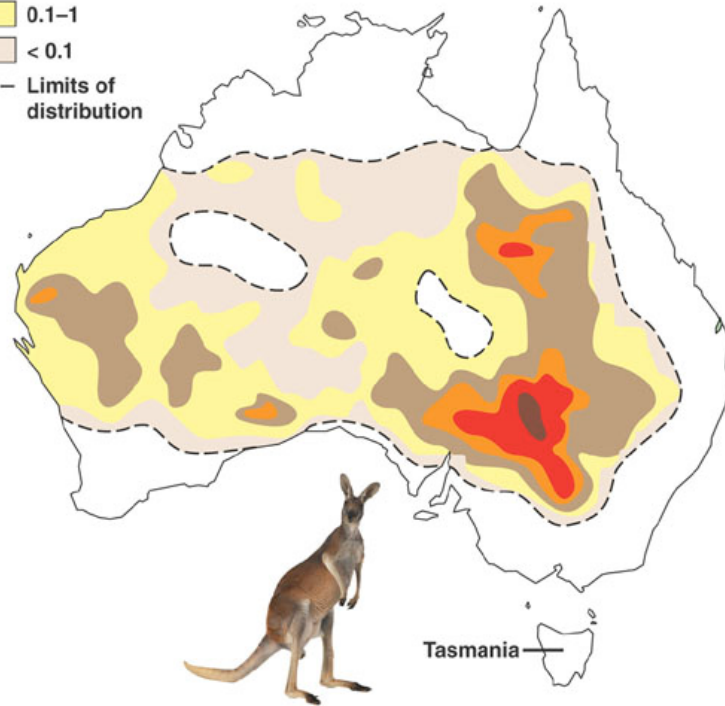 0.1–1
< 0.1
– Limits of
distribution
Tasmania